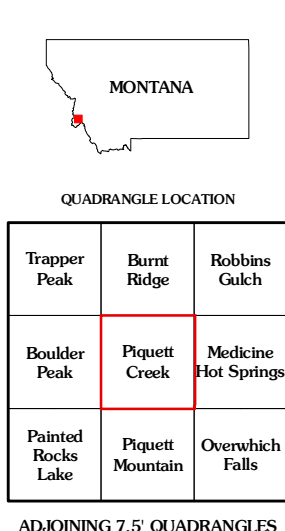 MONTANA
QUADRANGLE LOCATION
Trapper Peak
Burnt Ridge
Robbins Gulch
Boulder Peak
Piquett Creek
Medicine Hot Springs
Painted Rocks Lake
Piquett Mountain
Overwhich Falls
ADJOINING 7.5' QUADRANGLES